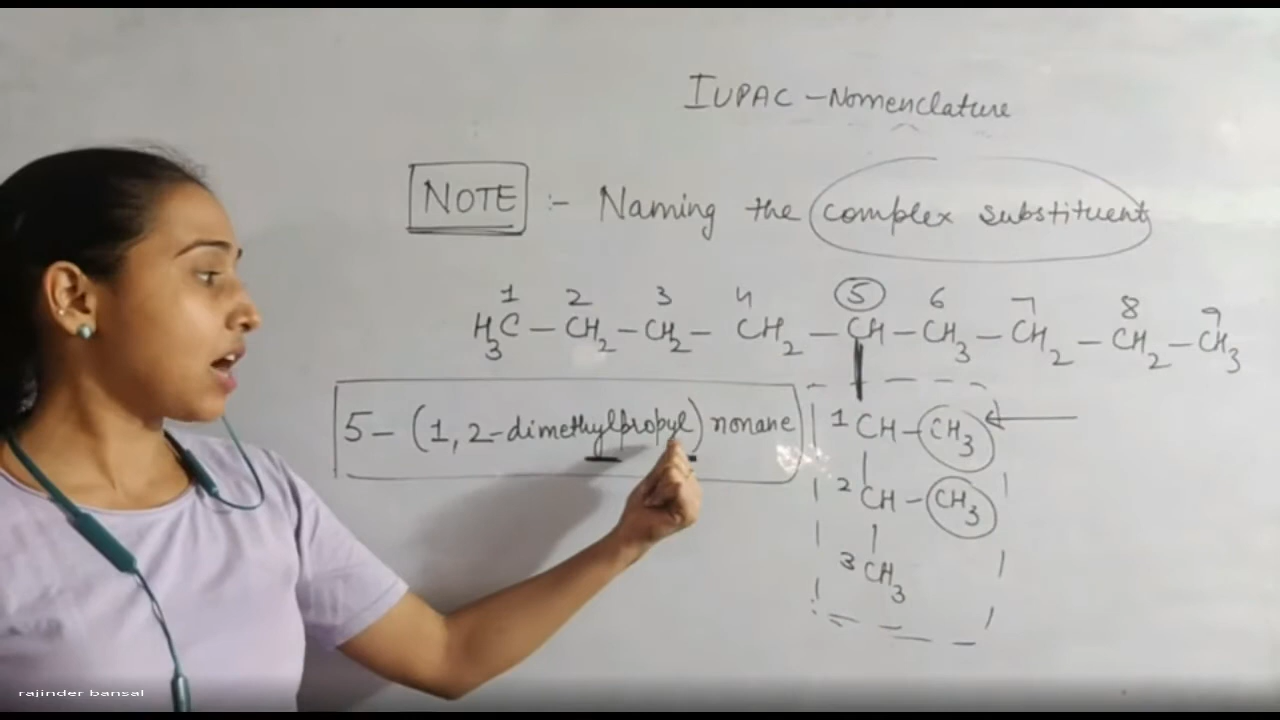 IUPAC - Nomenclature
NOTE :- Naming the complex substituent
1 2 3 4 5 6 7 8 9
H3C - CH2 - CH2 - CH2 - CH - CH3 - CH2 - CH2 - CH3
5 - (1, 2 - dimethylpropyl) nonane
1 CH - CH3
2 CH - CH3
3 CH3
rajinder bansal